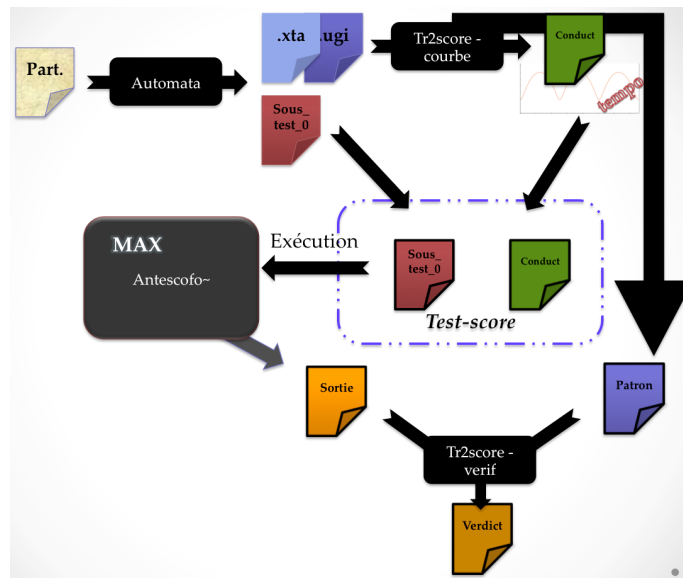 .xta
.ugi
Tr2score -
courbe
Conduct
Part.
Automata
tempo
Sous_
test_0
MAX
Antescofo~
Exécution
Sous_
test_0
Conduct
Test-score
Sortie
Patron
Tr2score -
verif
Verdict